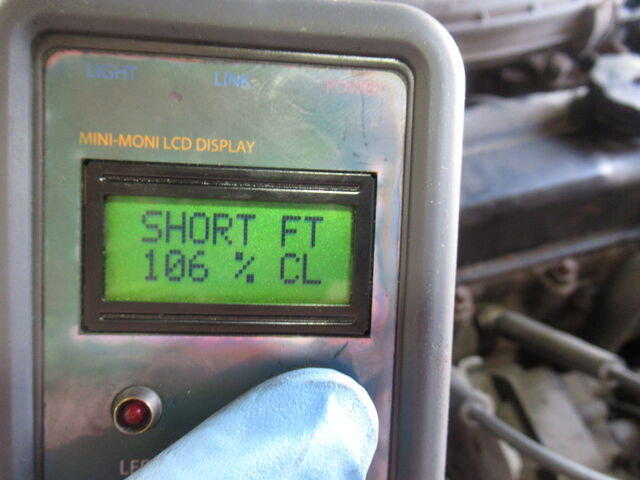 LIGHT LINK POWER
MINI-MONI LCD DISPLAY
SHORT FT
106 % CL